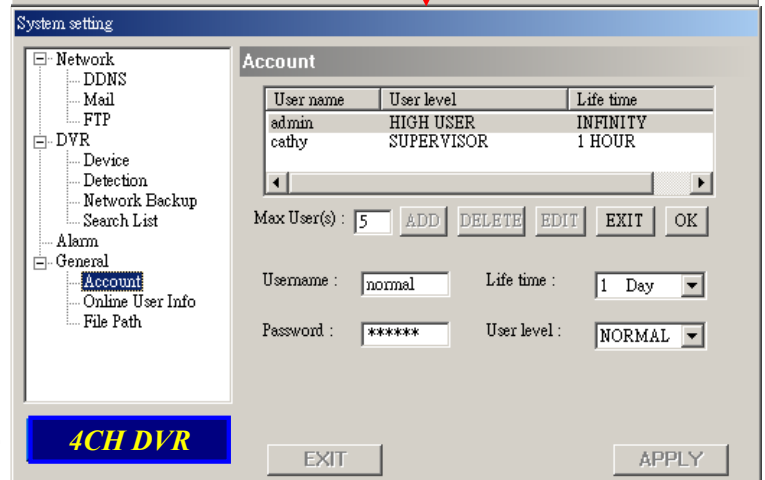 System setting
Network
DDNS
Mail
FTP
DVR
Device
Detection
Network Backup
Search List
Alarm
General
Account
Online User Info
File Path
4CH DVR
Account
User name User level Life time
admin HIGH USER INFINITY
cathy SUPERVISOR 1 HOUR
Max User(s) : 5 ADD DELETE EDIT EXIT OK
Username : normal Life time : 1 Day
Password : ****** User level : NORMAL
EXIT APPLY